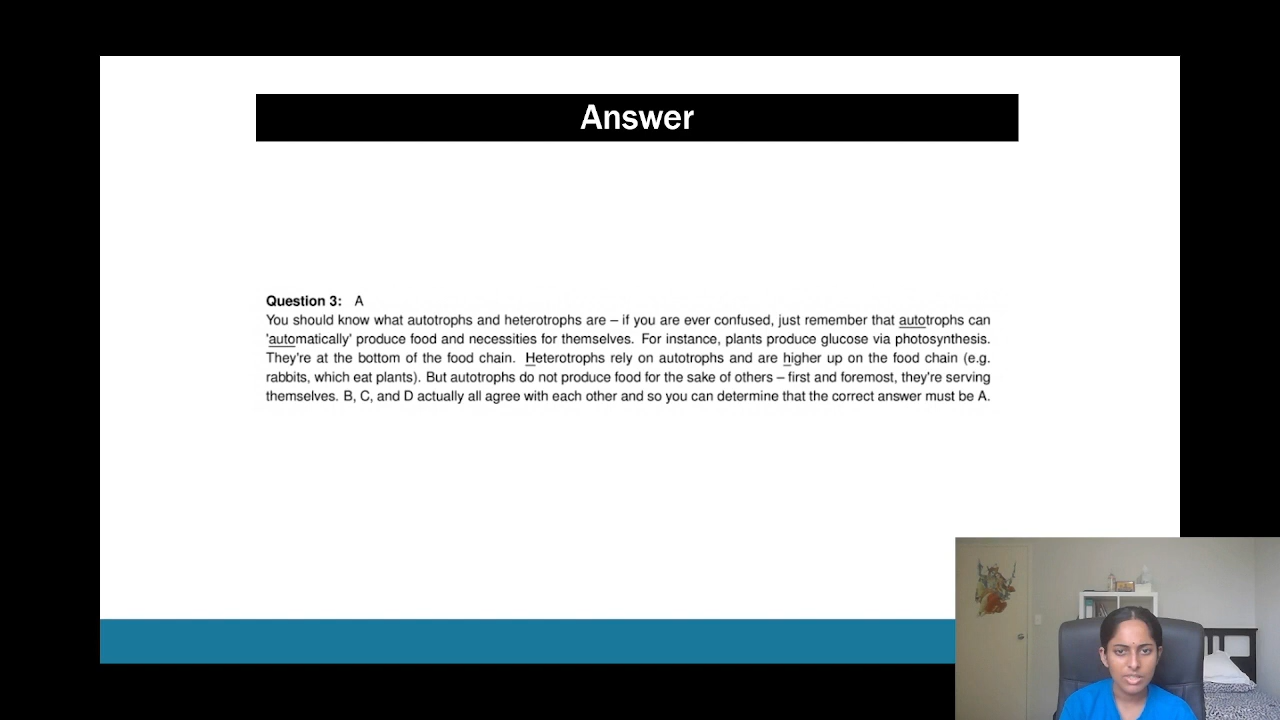 Answer
Question 3: A
You should know what autotrophs and heterotrophs are – if you are ever confused, just remember that autotrophs can
'automatically' produce food and necessities for themselves. For instance, plants produce glucose via photosynthesis.
They're at the bottom of the food chain. Heterotrophs rely on autotrophs and are higher up on the food chain (e.g.
rabbits, which eat plants). But autotrophs do not produce food for the sake of others – first and foremost, they're serving
themselves. B, C, and D actually all agree with each other and so you can determine that the correct answer must be A.